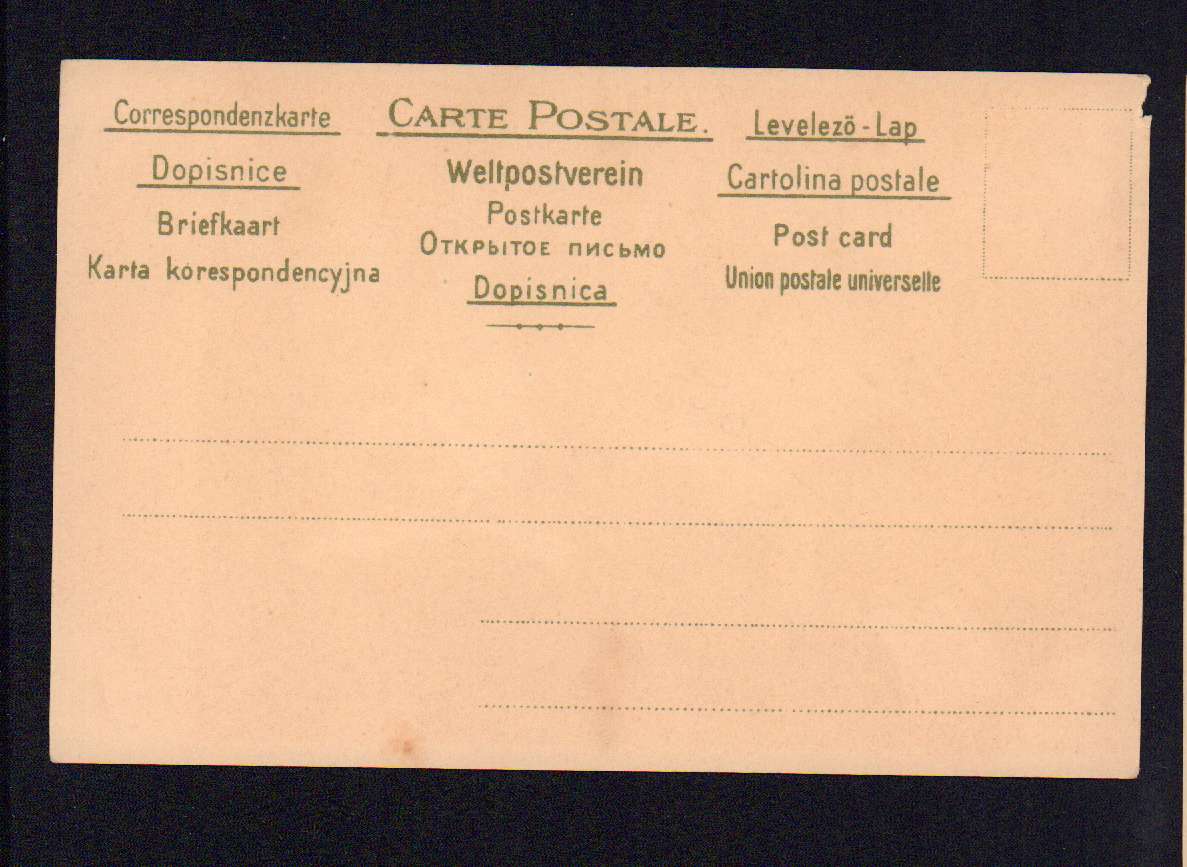 Correspondenzkarte
Dopisnice
Briefkaart
Karta korespondencyjna
CARTE POSTALE.
Weltpostverein
Postkarte
ОТКРЫТОЕ ПИСЬМО
Dopisnica
Levelező - Lap
Cartolina postale
Post card
Union postale universelle